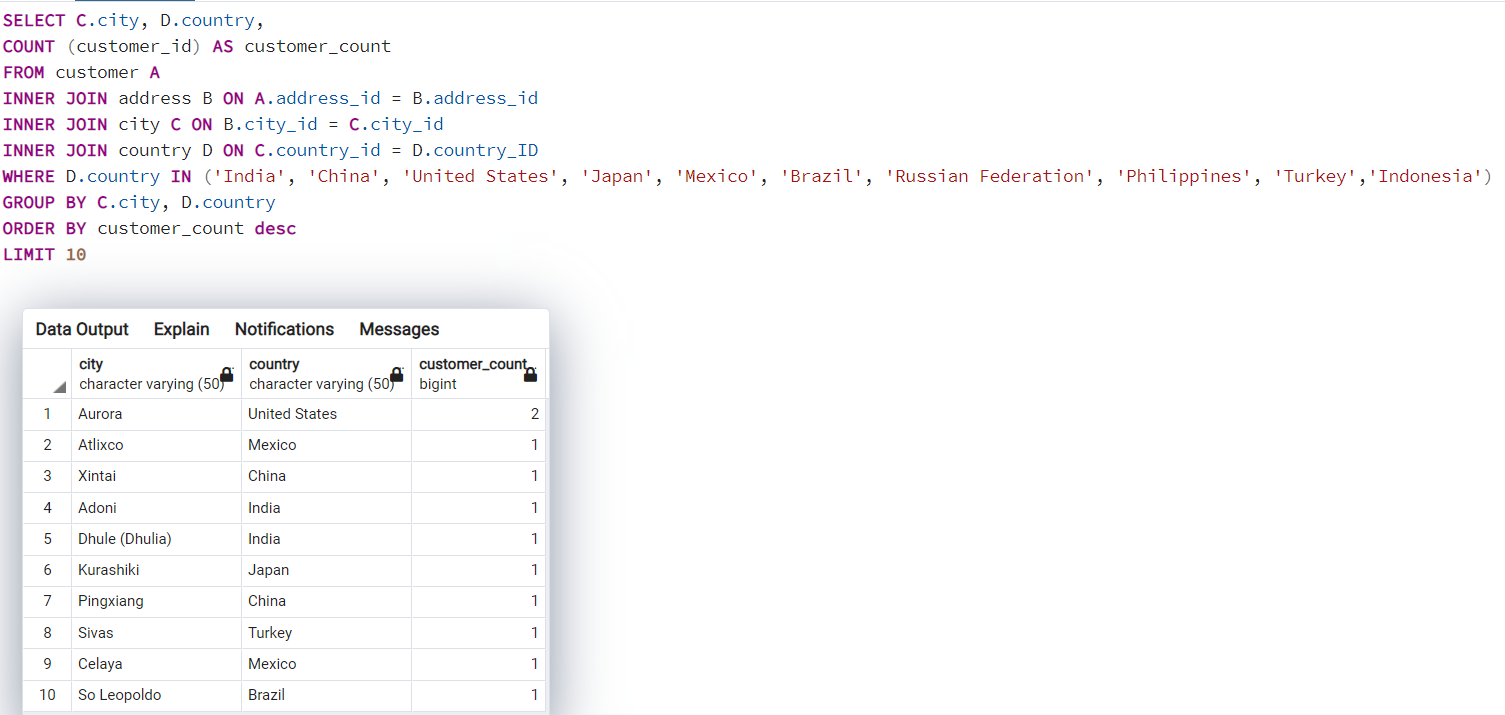 SELECT C.city, D.country,
COUNT (customer_id) AS customer_count
FROM customer A
INNER JOIN address B ON A.address_id = B.address_id
INNER JOIN city C ON B.city_id = C.city_id
INNER JOIN country D ON C.country_id = D.country_ID
WHERE D.country IN ('India', 'China', 'United States', 'Japan', 'Mexico', 'Brazil', 'Russian Federation', 'Philippines', 'Turkey','Indonesia')
GROUP BY C.city, D.country
ORDER BY customer_count desc
LIMIT 10
Data Output Explain Notifications Messages
city country customer_count
character varying (50) character varying (50) bigint
1 Aurora United States 2
2 Atlixco Mexico 1
3 Xintai China 1
4 Adoni India 1
5 Dhule (Dhulia) India 1
6 Kurashiki Japan 1
7 Pingxiang China 1
8 Sivas Turkey 1
9 Celaya Mexico 1
10 So Leopoldo Brazil 1